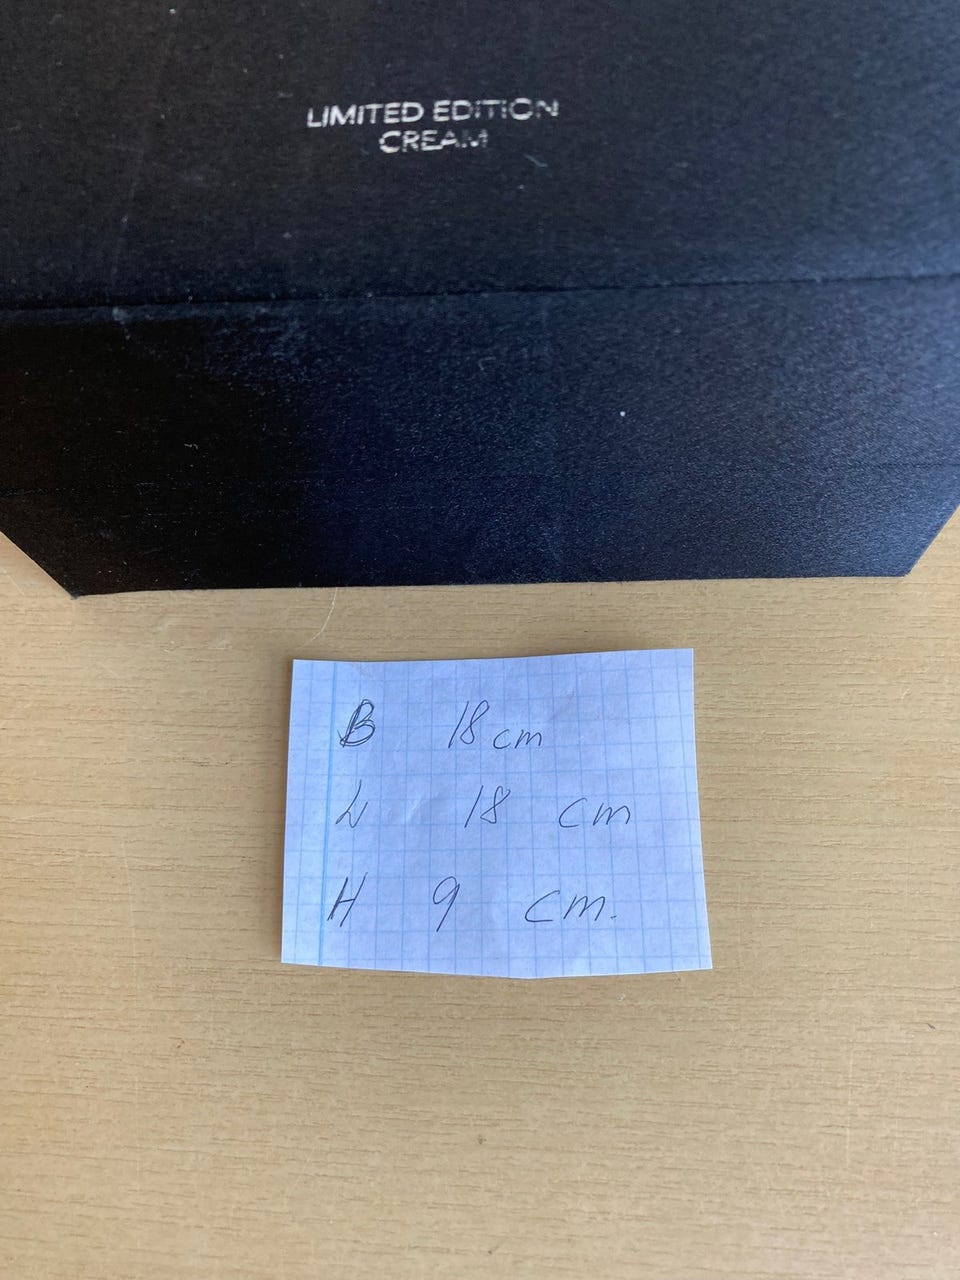 LIMITED EDITION
CREAM
B 18 cm
L 18 cm
H 9 cm.